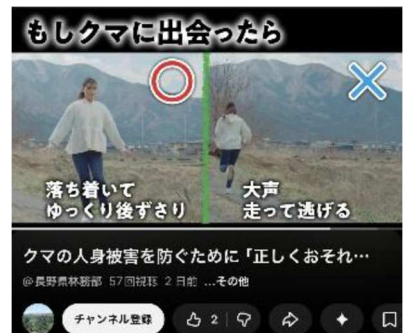 もしクマに出会ったら
落ち着いて
ゆっくり後ずさり
大声
走って逃げる
クマの人身被害を防ぐために「正しくおそれ…
@長野県林務部 57回視聴 2日前 …その他
チャンネル登録
2